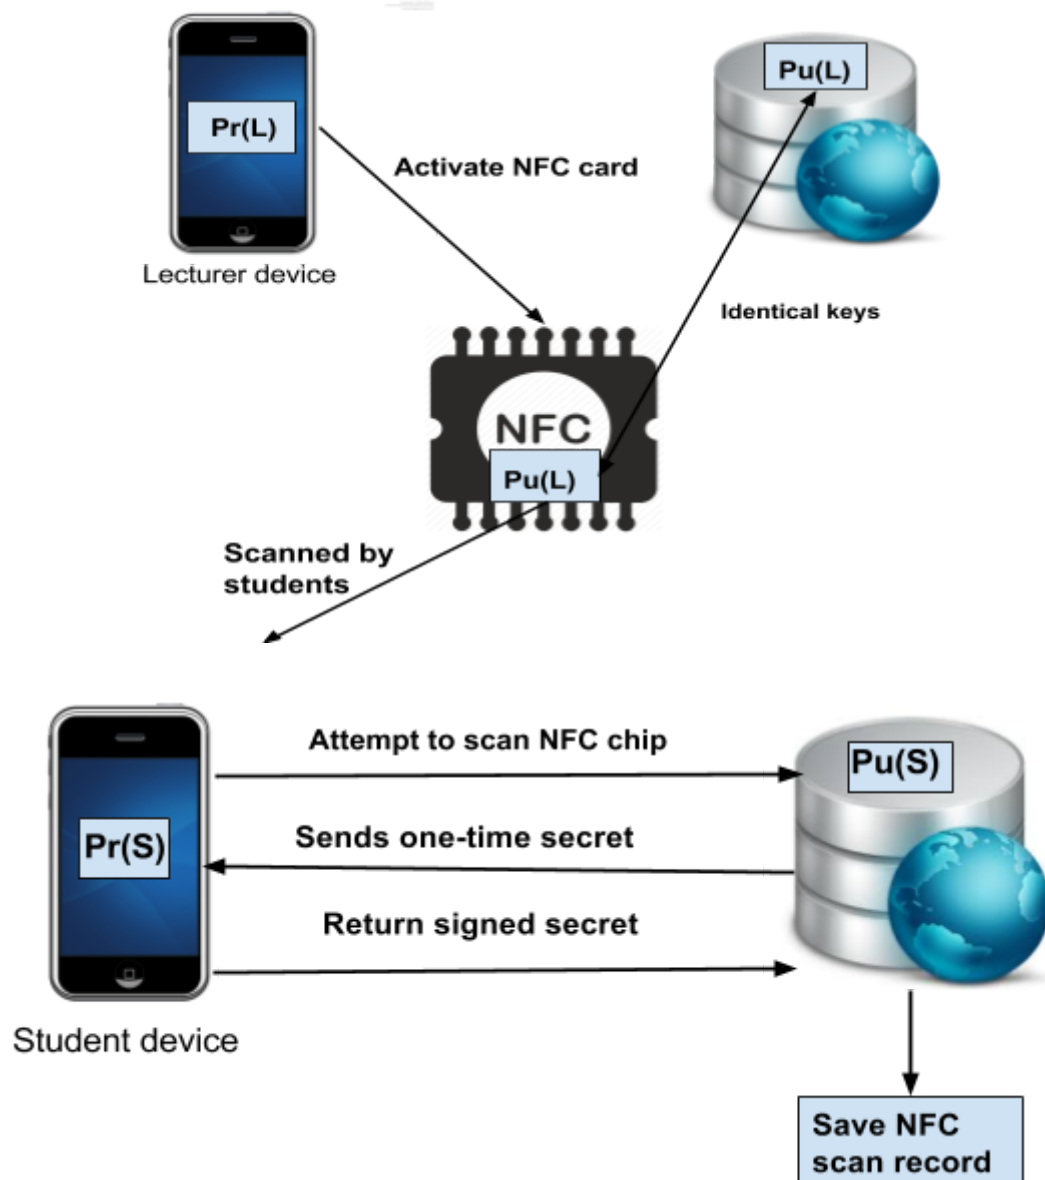 Pr(L)
Pu(L)
Activate NFC card
Lecturer device
Identical keys
NFC
Pu(L)
Scanned by
students
Attempt to scan NFC chip
Pu(S)
Pr(S)
Sends one-time secret
Return signed secret
Student device
Save NFC
scan record